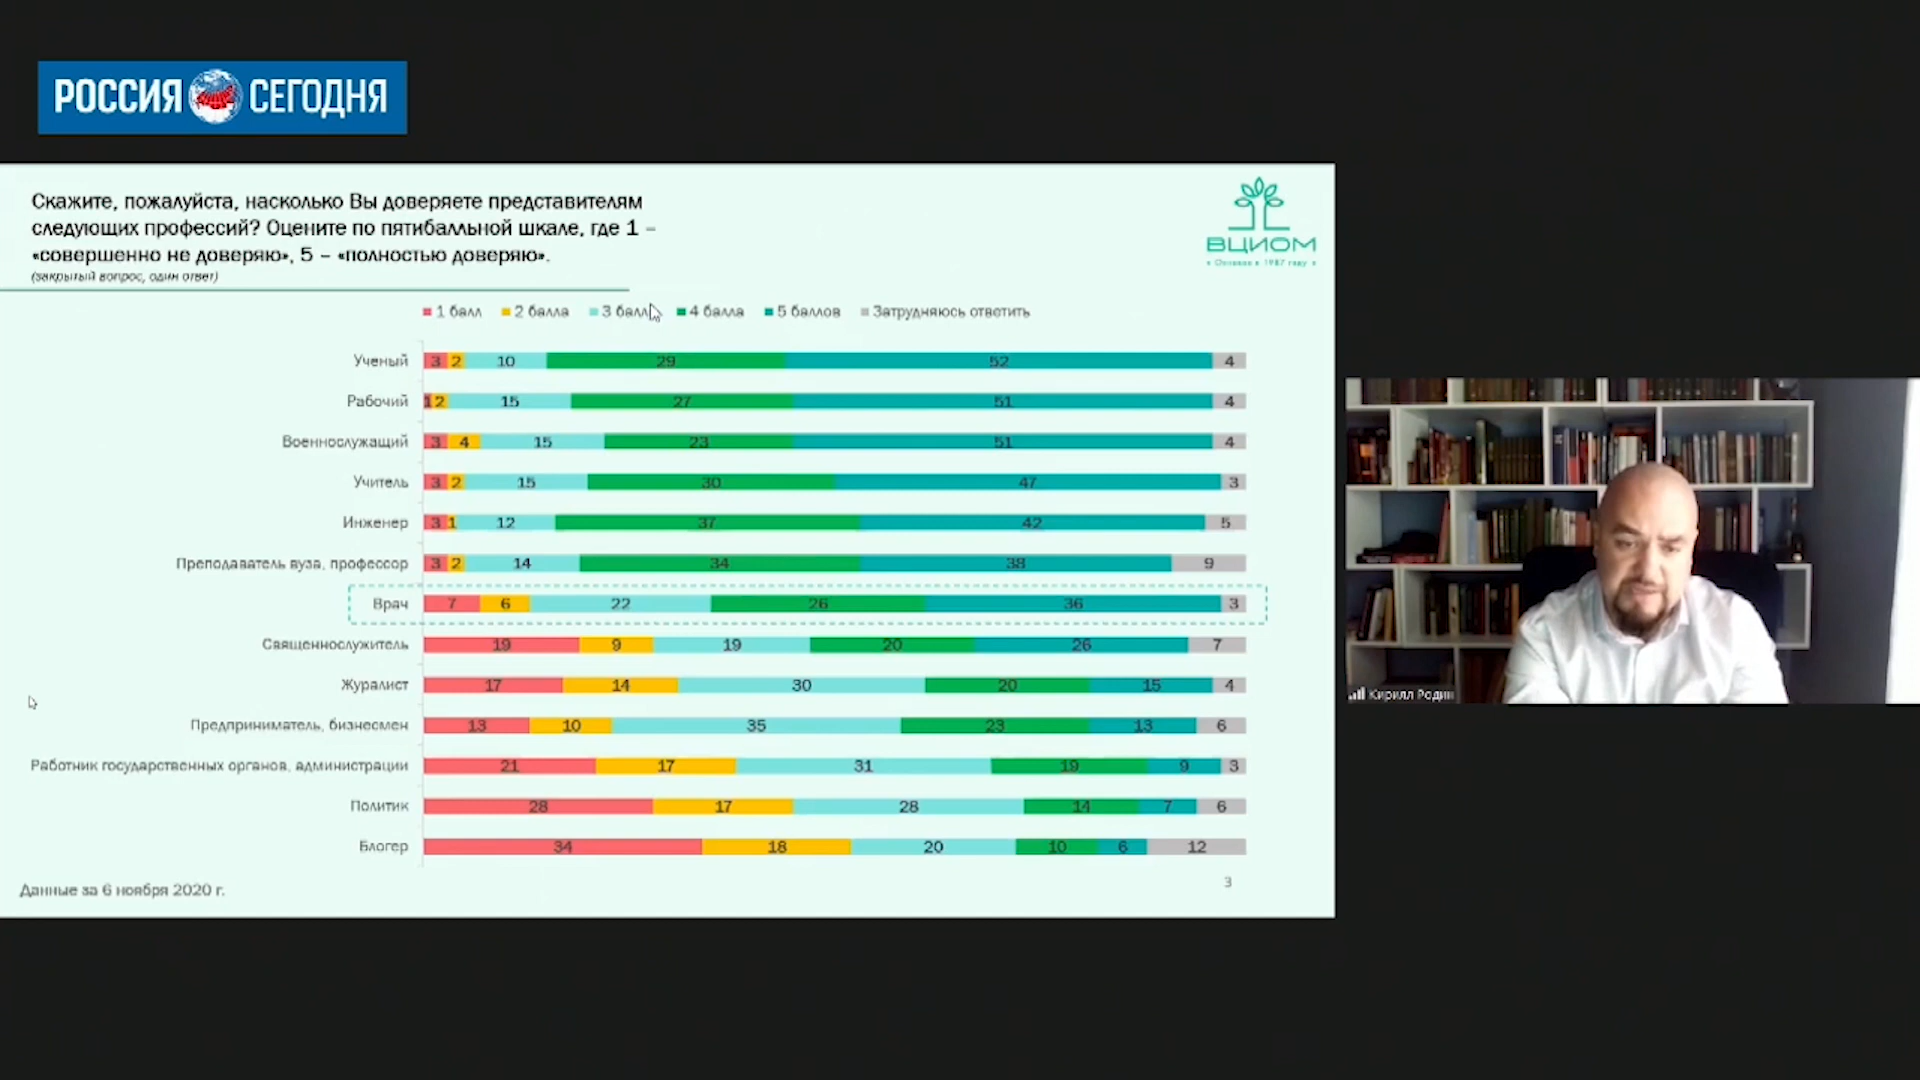 РОССИЯ СЕГОДНЯ
Скажите, пожалуйста, насколько Вы доверяете представителям
следующих профессий? Оцените по пятибалльной шкале, где 1 –
«совершенно не доверяю», 5 – «полностью доверяю».
(закрытый вопрос, один ответ)
ВЦИОМ
• Основан в 1987 году •
1 балл 2 балла 3 балла 4 балла 5 баллов Затрудняюсь ответить
Ученый 3 2 10 29 52 4
Рабочий 1 2 15 27 51 4
Военнослужащий 3 4 15 23 51 4
Учитель 3 2 15 30 47 3
Инженер 3 1 12 37 42 5
Преподаватель вуза, профессор 3 2 14 34 38 9
Врач 7 6 22 26 36 3
Священнослужитель 19 9 19 20 26 7
Журалист 17 14 30 20 15 4
Предприниматель, бизнесмен 13 10 35 23 13 6
Работник государственных органов, администрации 21 17 31 19 9 3
Политик 28 17 28 14 7 6
Блогер 34 18 20 10 6 12
Данные за 6 ноября 2020 г.
3
Кирилл Родин